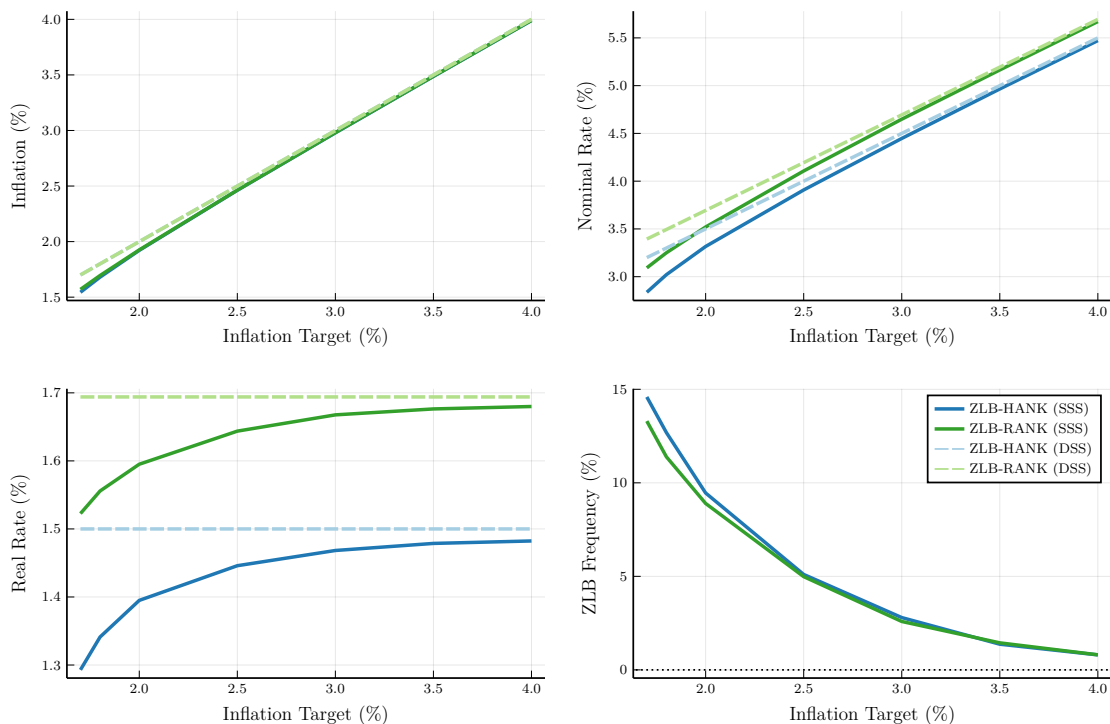 4.0
3.5
3.0
2.5
2.0
1.5
Inflation (%)
2.0 2.5 3.0 3.5 4.0
Inflation Target (%)
5.5
5.0
4.5
4.0
3.5
3.0
Nominal Rate (%)
2.0 2.5 3.0 3.5 4.0
Inflation Target (%)
1.7
1.6
1.5
1.4
1.3
Real Rate (%)
2.0 2.5 3.0 3.5 4.0
Inflation Target (%)
15
10
5
0
ZLB Frequency (%)
ZLB-HANK (SSS)
ZLB-RANK (SSS)
ZLB-HANK (DSS)
ZLB-RANK (DSS)
2.0 2.5 3.0 3.5 4.0
Inflation Target (%)